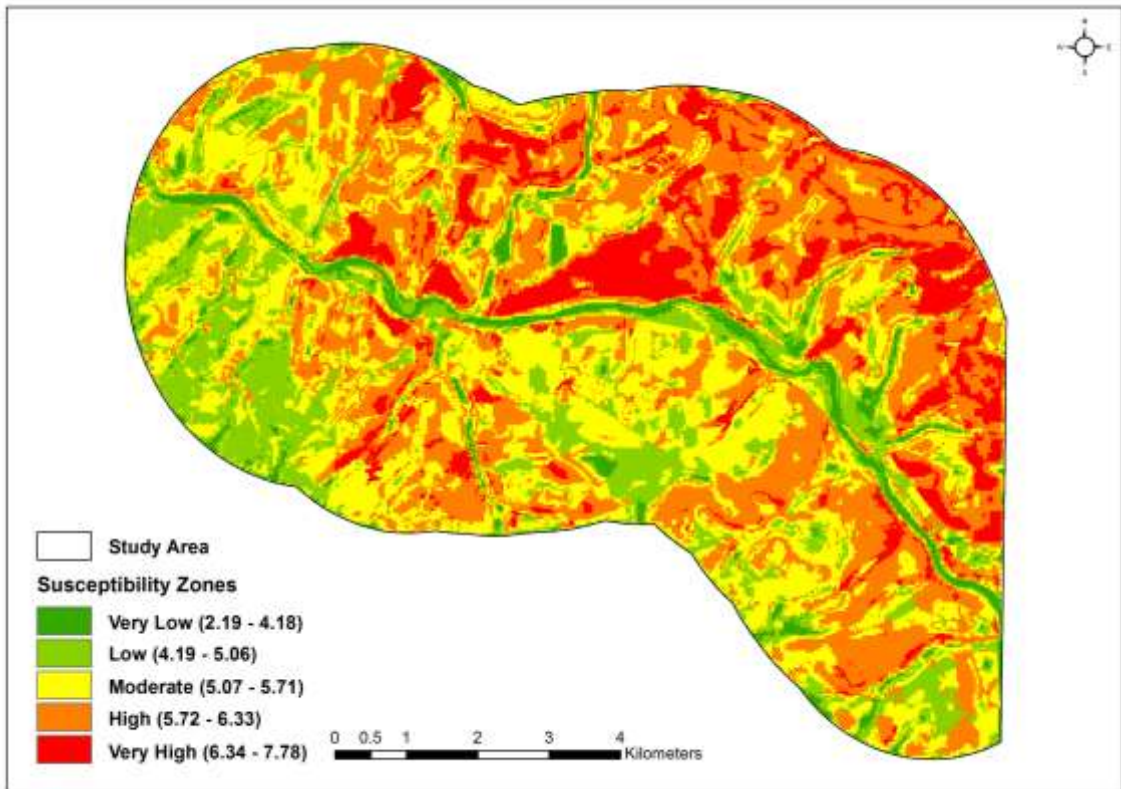 N
W E
S
Study Area
Susceptibility Zones
Very Low (2.19 - 4.18)
Low (4.19 - 5.06)
Moderate (5.07 - 5.71)
High (5.72 - 6.33)
Very High (6.34 - 7.78)
0 0.5 1 2 3 4
Kilometers